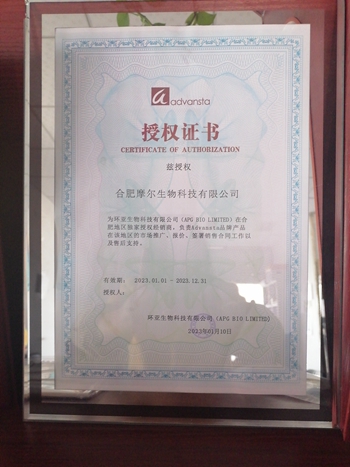 advansta
授权证书
CERTIFICATE OF AUTHORIZATION
兹授权
合肥摩尔生物科技有限公司
为环亚生物科技有限公司（APG BIO LIMITED）在合
肥地区独家授权经销商，负责Advansta品牌产品
在该地区的市场推广、报价、签署销售合同工作以
及售后支持。
有效期： 2023.01.01 - 2023.12.31
授权人：
环亚生物科技有限公司（APG BIO LIMITED）
2023年01月10日